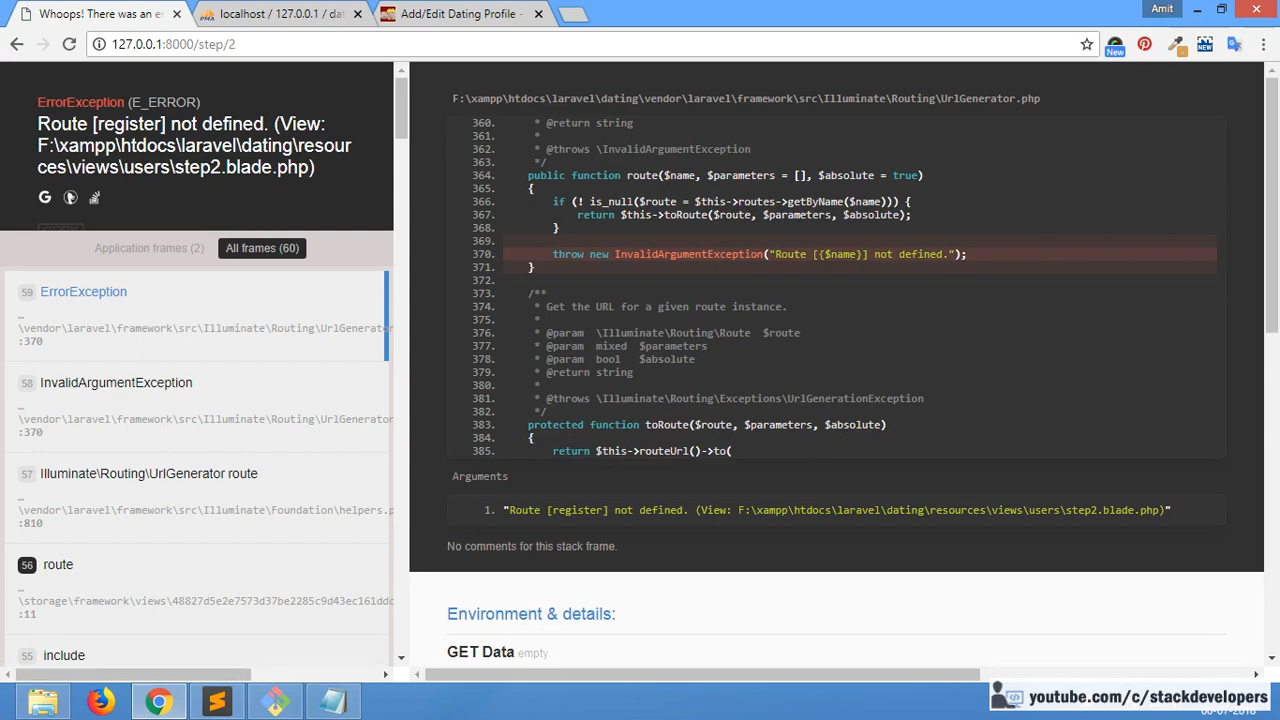 Whoops! There was an er
localhost / 127.0.0.1 / dat
Add/Edit Dating Profile -
Amit
127.0.0.1:8000/step/2
New
ErrorException (E_ERROR)
Route [register] not defined. (View:
F:\xampp\htdocs\laravel\dating\resour
ces\views\users\step2.blade.php)
COPY
Application frames (2)
All frames (60)
59 ErrorException
…
\vendor\laravel\framework\src\Illuminate\Routing\UrlGenerator
:370
58 InvalidArgumentException
…
\vendor\laravel\framework\src\Illuminate\Routing\UrlGenerator
:370
57 Illuminate\Routing\UrlGenerator route
…
\vendor\laravel\framework\src\Illuminate\Foundation\helpers.p
:810
56 route
…
\storage\framework\views\48827d5e2e7573d37be2285c9d43ec161ddc
:11
55 include
F:\xampp\htdocs\laravel\dating\vendor\laravel\framework\src\Illuminate\Routing\UrlGenerator.php
360. * @return string
361. *
362. * @throws \InvalidArgumentException
363. */
364. public function route($name, $parameters = [], $absolute = true)
365. {
366. if (! is_null($route = $this->routes->getByName($name))) {
367. return $this->toRoute($route, $parameters, $absolute);
368. }
369.
370. throw new InvalidArgumentException("Route [{$name}] not defined.");
371. }
372.
373. /**
374. * Get the URL for a given route instance.
375. *
376. * @param \Illuminate\Routing\Route $route
377. * @param mixed $parameters
378. * @param bool $absolute
379. * @return string
380. *
381. * @throws \Illuminate\Routing\Exceptions\UrlGenerationException
382. */
383. protected function toRoute($route, $parameters, $absolute)
384. {
385. return $this->routeUrl()->to(
Arguments
1. "Route [register] not defined. (View: F:\xampp\htdocs\laravel\dating\resources\views\users\step2.blade.php)"
No comments for this stack frame.
Environment & details:
GET Data empty
youtube.com/c/stackdevelopers